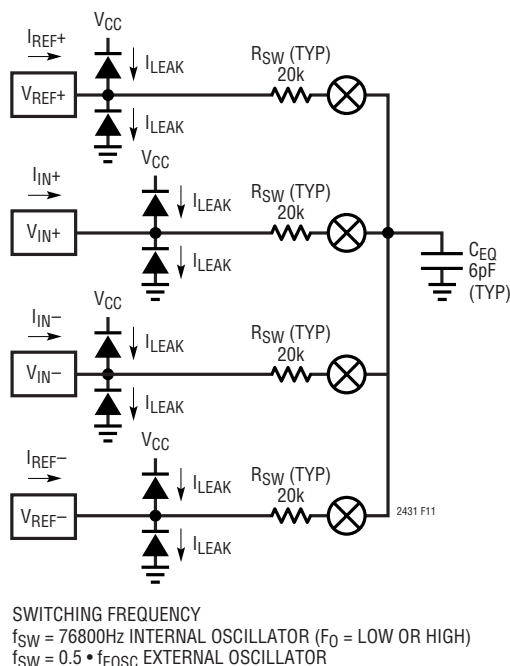 VCC
IREF+
ILEAK
RSW (TYP)
20k
VREF+
ILEAK
VCC
IIN+
ILEAK
RSW (TYP)
20k
VIN+
ILEAK
CEQ
6pF
(TYP)
VCC
IIN–
ILEAK
RSW (TYP)
20k
VIN–
ILEAK
VCC
IREF–
ILEAK
RSW (TYP)
20k
VREF–
ILEAK
2431 F11
SWITCHING FREQUENCY
fSW = 76800Hz INTERNAL OSCILLATOR (FO = LOW OR HIGH)
fSW = 0.5 • fEOSC EXTERNAL OSCILLATOR